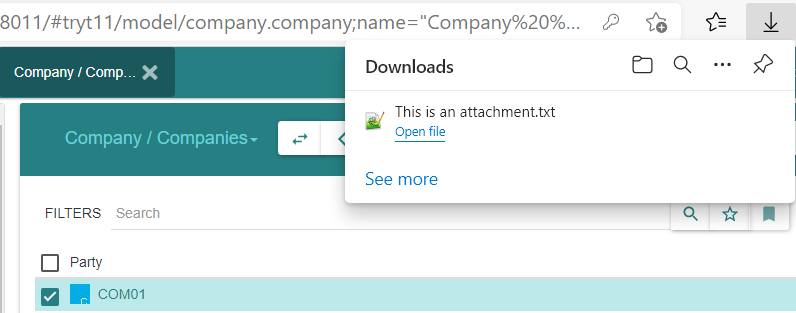 8011/#tryt11/model/company.company;name="Company%20%...
Company / Comp...
Downloads
This is an attachment.txt
Open file
See more
Company / Companies
FILTERS Search
Party
COM01